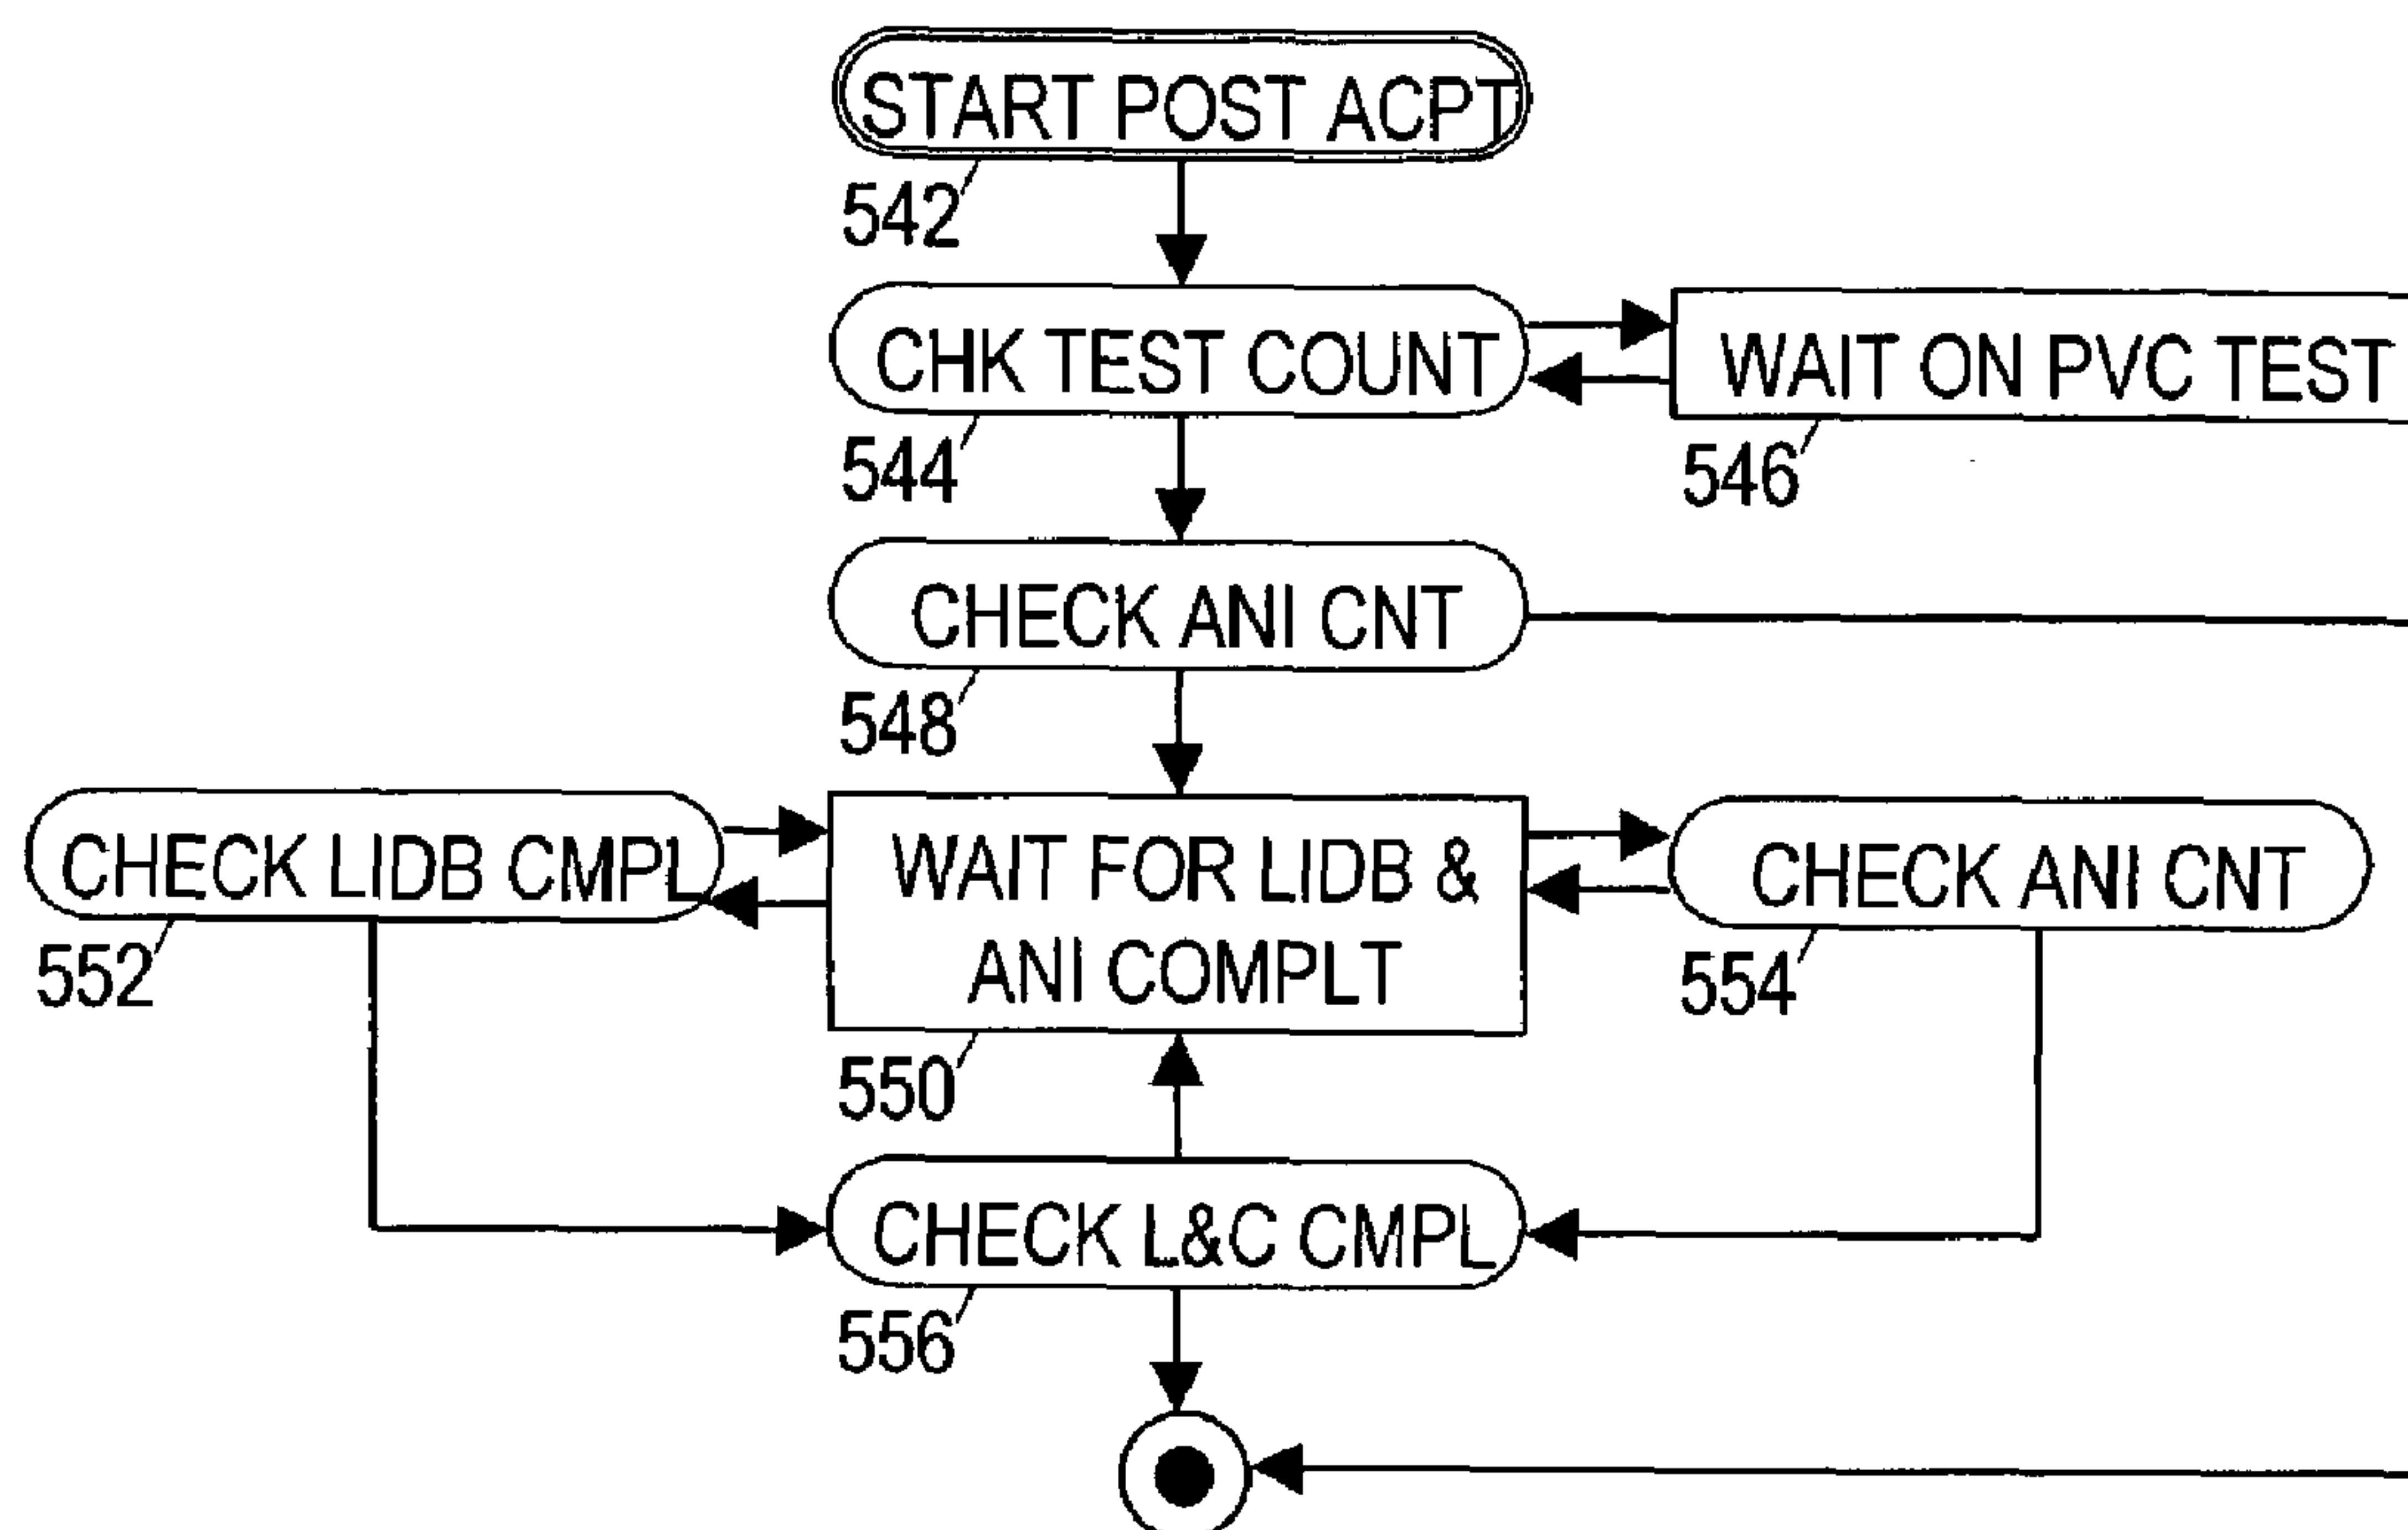 START POST ACPT
542
CHK TEST COUNT
WAIT ON PVC TEST
544
546
CHECK ANI CNT
548
CHECK LIDB CMPL
WAIT FOR LIDB &
ANI COMPLT
CHECK ANI CNT
552
554
550
CHECK L&C CMPL
556